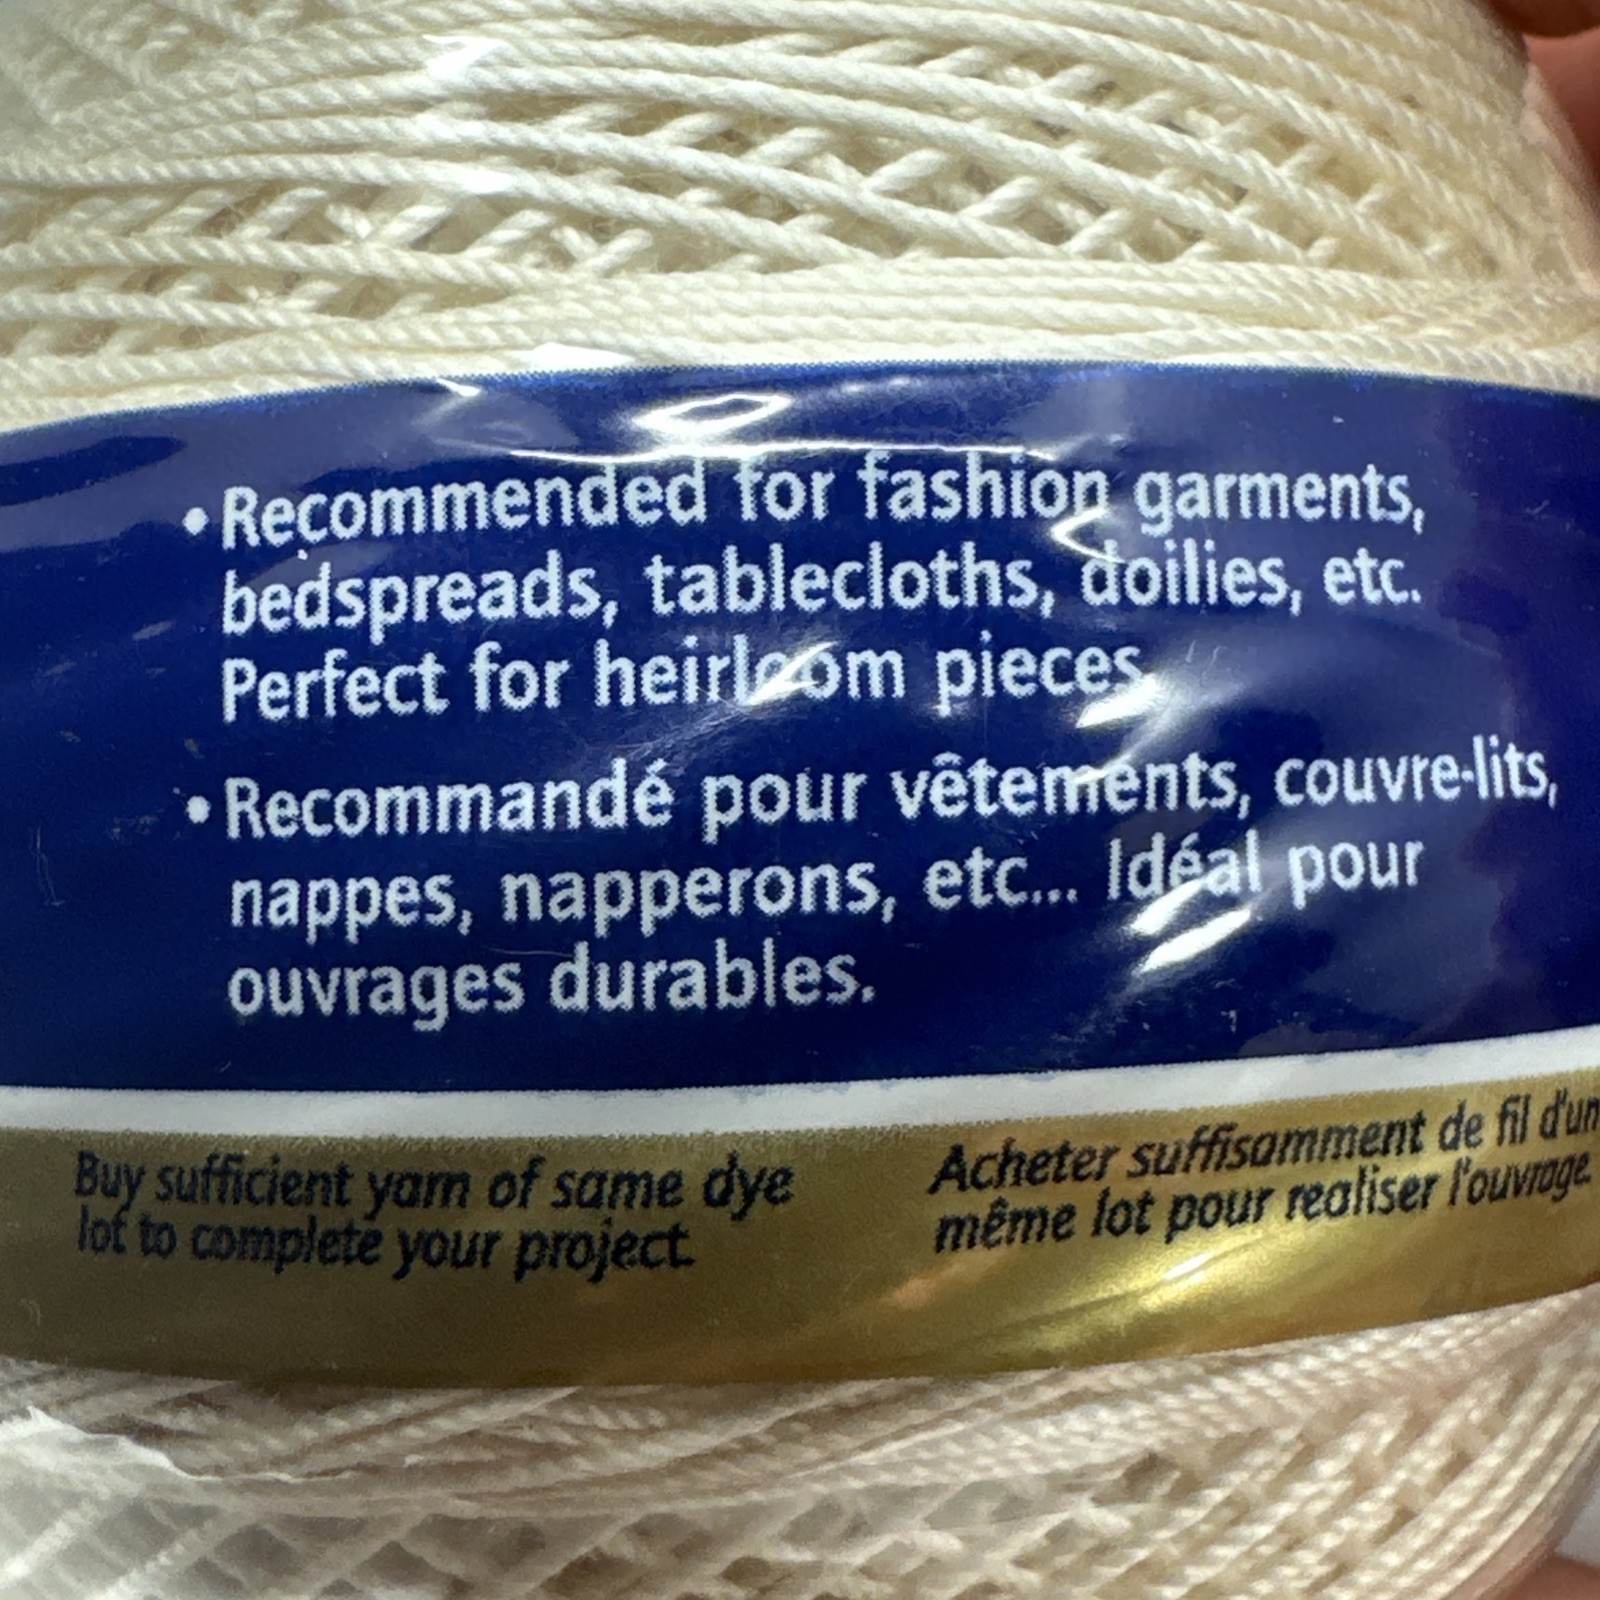 • Recommended for fashion garments,
bedspreads, tablecloths, doilies, etc.
Perfect for heirloom pieces.
• Recommandé pour vêtements, couvre-lits,
nappes, napperons, etc... Idéal pour
ouvrages durables.
Buy sufficient yarn of same dye
lot to complete your project.
Acheter suffisamment de fil d'un
même lot pour realiser l'ouvrage.